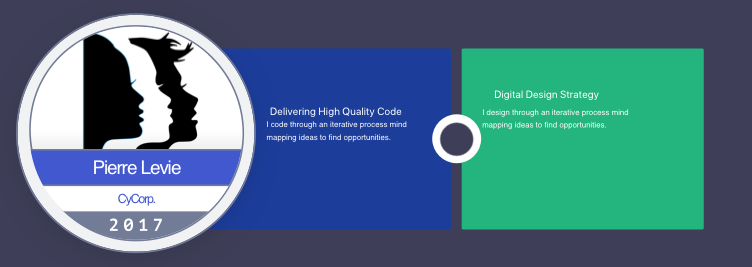 Pierre Levie
CyCorp.
2017
Delivering High Quality Code
I code through an iterative process mind
mapping ideas to find opportunities.
Digital Design Strategy
I design through an iterative process mind
mapping ideas to find opportunities.